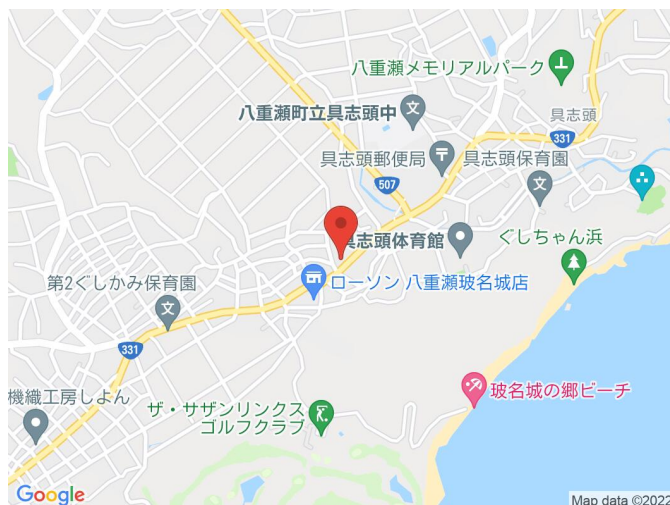 八重瀬メモリアルパーク
八重瀬町立具志頭中
具志頭
331
具志頭郵便局
具志頭保育園
507
具志頭体育館
ぐしちゃん浜
第2ぐしかみ保育園
ローソン 八重瀬玻名城店
331
機織工房しよん
玻名城の郷ビーチ
ザ・サザンリンクス
ゴルフクラブ
Google
Map data ©2022